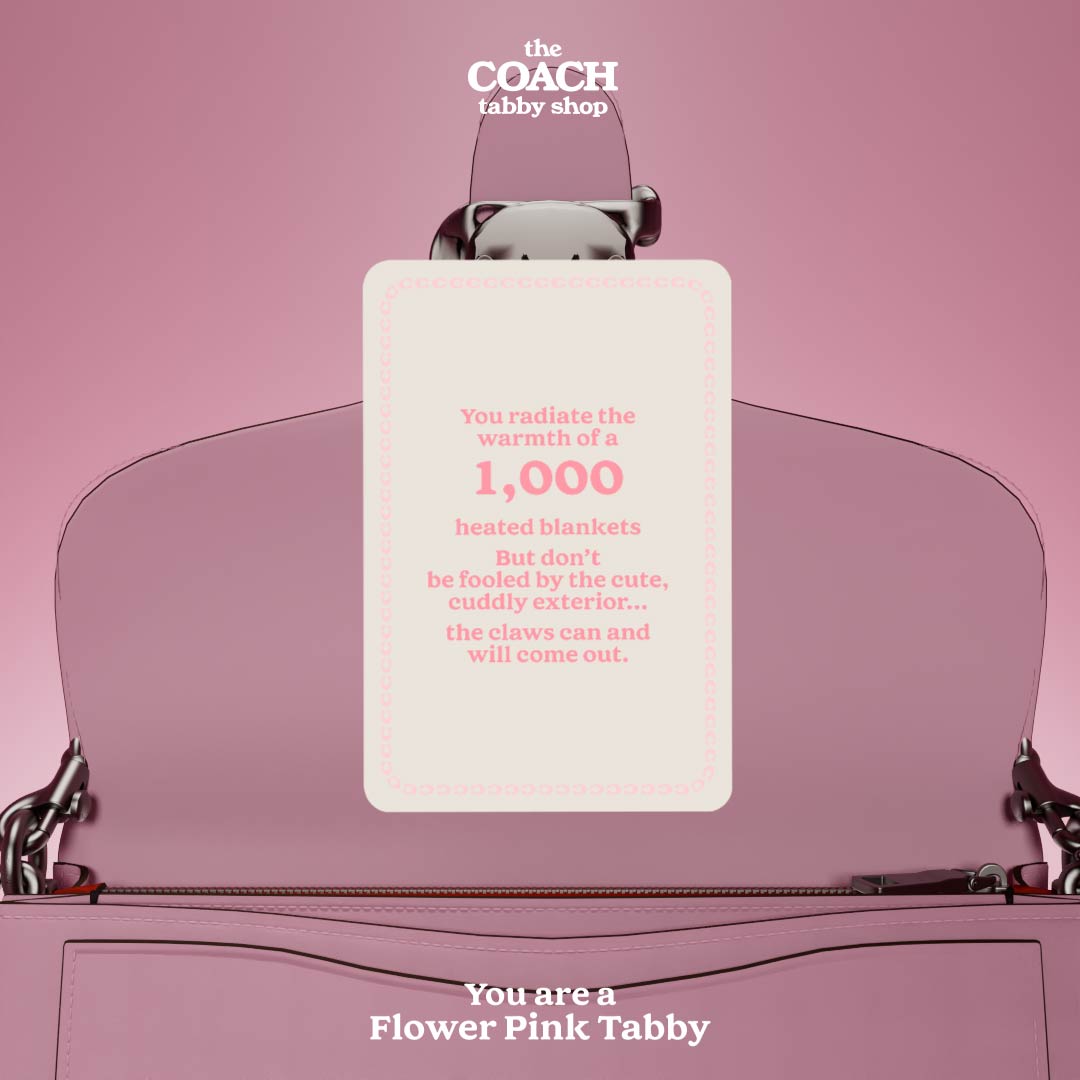 the
COACH
tabby shop
You radiate the
warmth of a
1,000
heated blankets
But don’t
be fooled by the cute,
cuddly exterior...
the claws can and
will come out.
You are a
Flower Pink Tabby